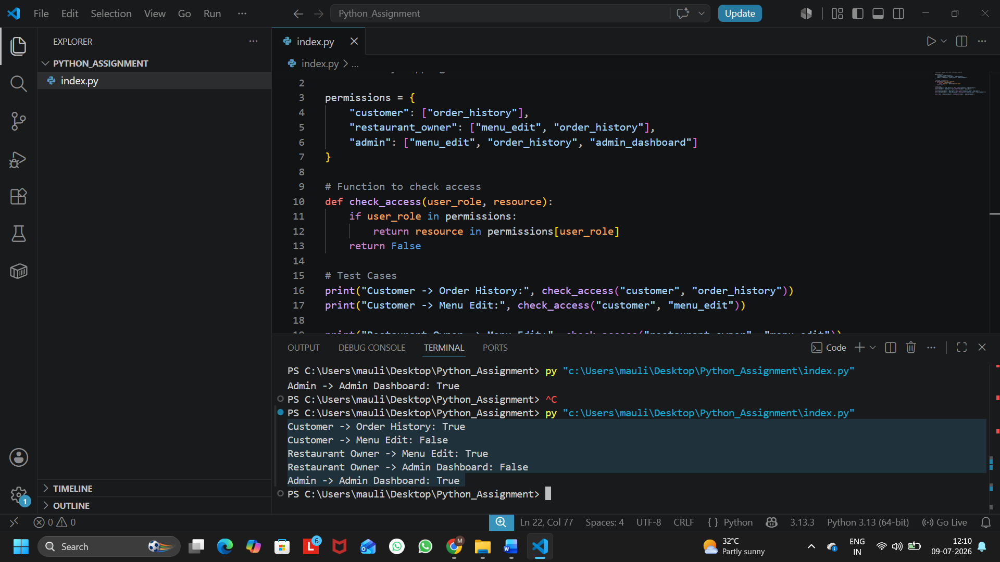 File Edit Selection View Go Run ...
Python_Assignment
Update
EXPLORER
PYTHON_ASSIGNMENT
index.py
TIMELINE
OUTLINE
index.py
index.py > ...
2
3 permissions = {
4 "customer": ["order_history"],
5 "restaurant_owner": ["menu_edit", "order_history"],
6 "admin": ["menu_edit", "order_history", "admin_dashboard"]
7 }
8
9 # Function to check access
10 def check_access(user_role, resource):
11 if user_role in permissions:
12 return resource in permissions[user_role]
13 return False
14
15 # Test Cases
16 print("Customer -> Order History:", check_access("customer", "order_history"))
17 print("Customer -> Menu Edit:", check_access("customer", "menu_edit"))
18
19 print("Restaurant Owner -> Menu Edit:", check_access("restaurant_owner", "menu_edit"))
OUTPUT DEBUG CONSOLE TERMINAL PORTS
Code
PS C:\Users\mauli\Desktop\Python_Assignment> py "c:\Users\mauli\Desktop\Python_Assignment\index.py"
Admin -> Admin Dashboard: True
PS C:\Users\mauli\Desktop\Python_Assignment> ^C
PS C:\Users\mauli\Desktop\Python_Assignment> py "c:\Users\mauli\Desktop\Python_Assignment\index.py"
Customer -> Order History: True
Customer -> Menu Edit: False
Restaurant Owner -> Menu Edit: True
Restaurant Owner -> Admin Dashboard: False
Admin -> Admin Dashboard: True
PS C:\Users\mauli\Desktop\Python_Assignment>
1
0 0
Ln 22, Col 77 Spaces: 4 UTF-8 CRLF { } Python 3.13.3 Python 3.13 (64-bit) Go Live
Search
6
M
32°C
Partly sunny
ENG
IN
12:10
09-07-2026